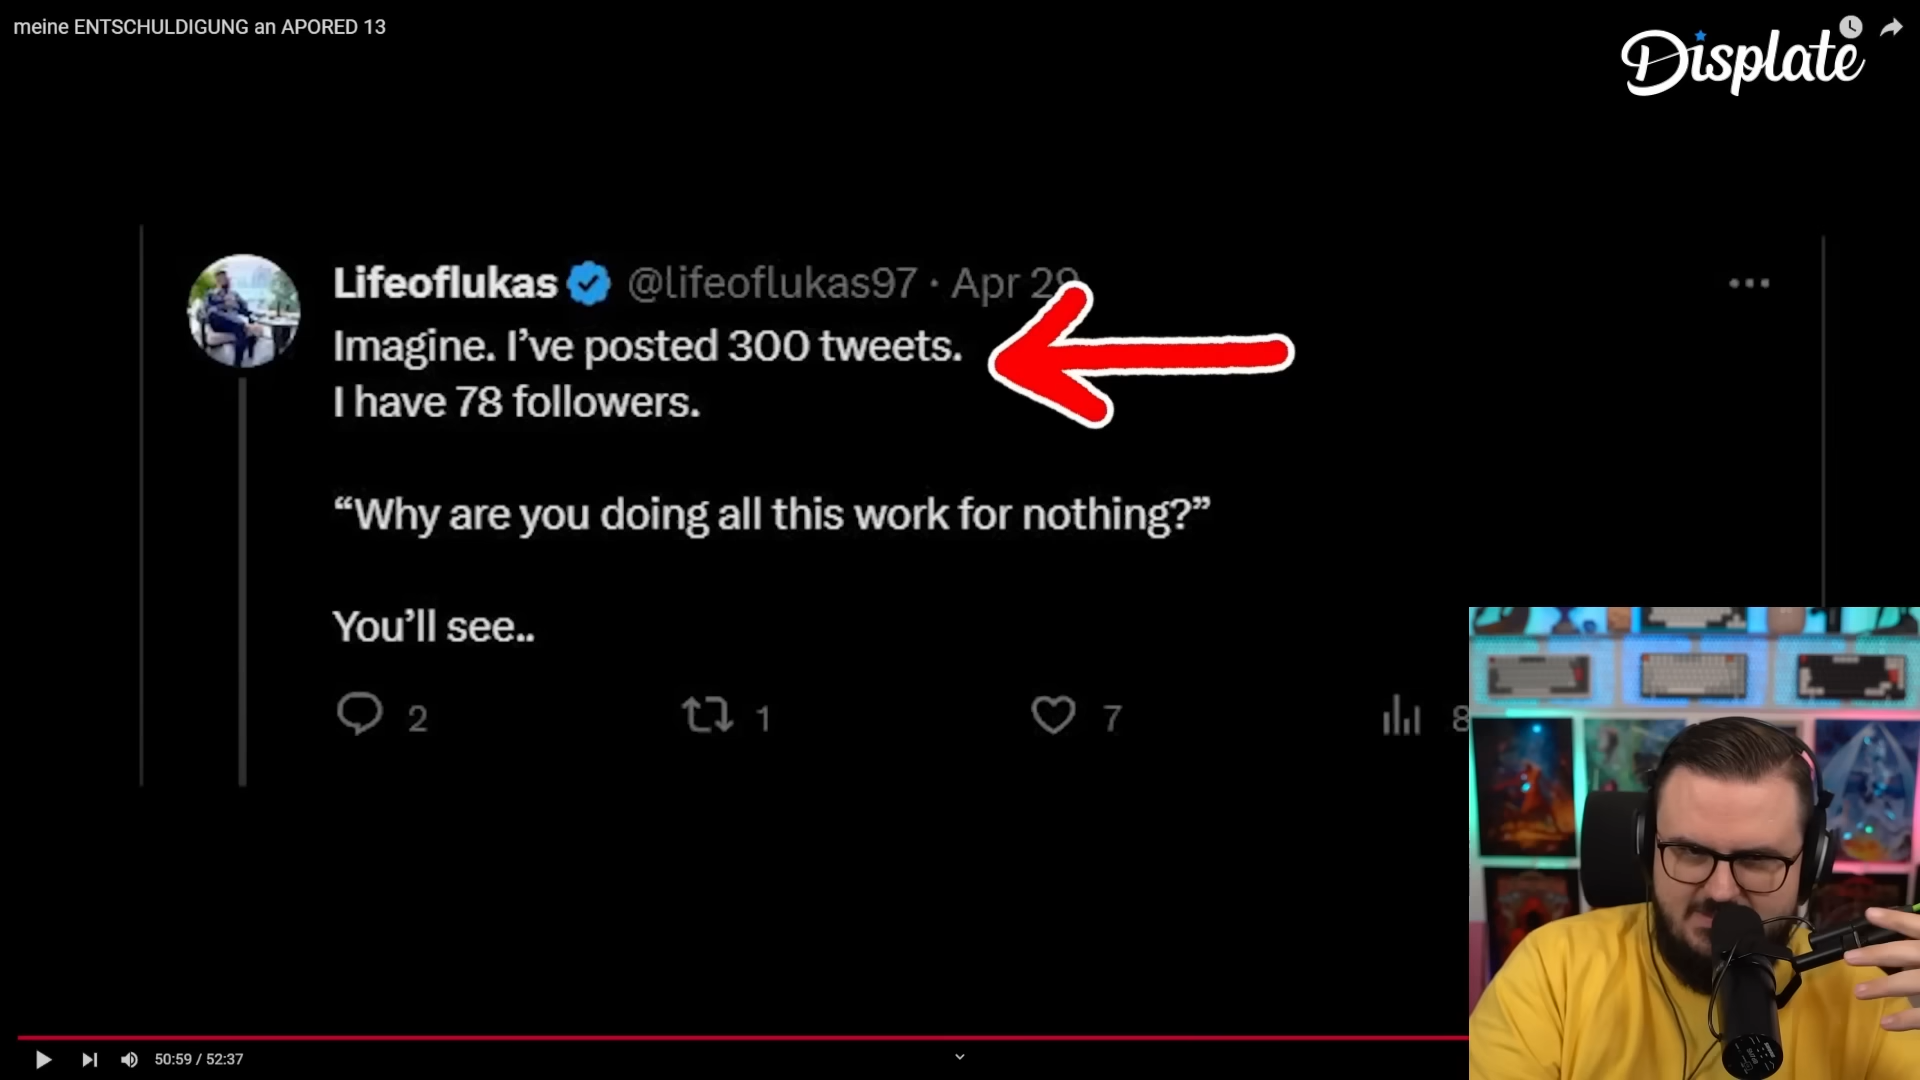 meine ENTSCHULDIGUNG an APORED 13
Displate
Lifeoflukas @lifeoflukas97 · Apr 29
Imagine. I’ve posted 300 tweets.
I have 78 followers.
“Why are you doing all this work for nothing?”
You’ll see..
2 1 7 8
50:59 / 52:37